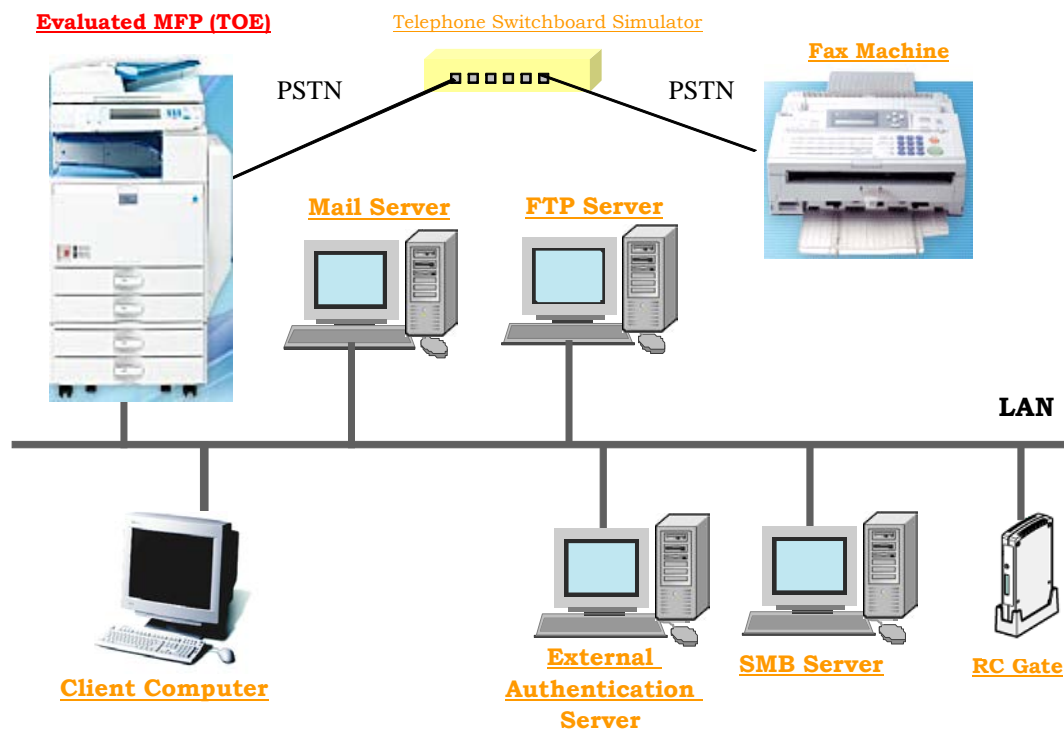 Evaluated MFP (TOE)
Telephone Switchboard Simulator
Fax Machine
PSTN
PSTN
Mail Server
FTP Server
LAN
Client Computer
External
Authentication
Server
SMB Server
RC Gate